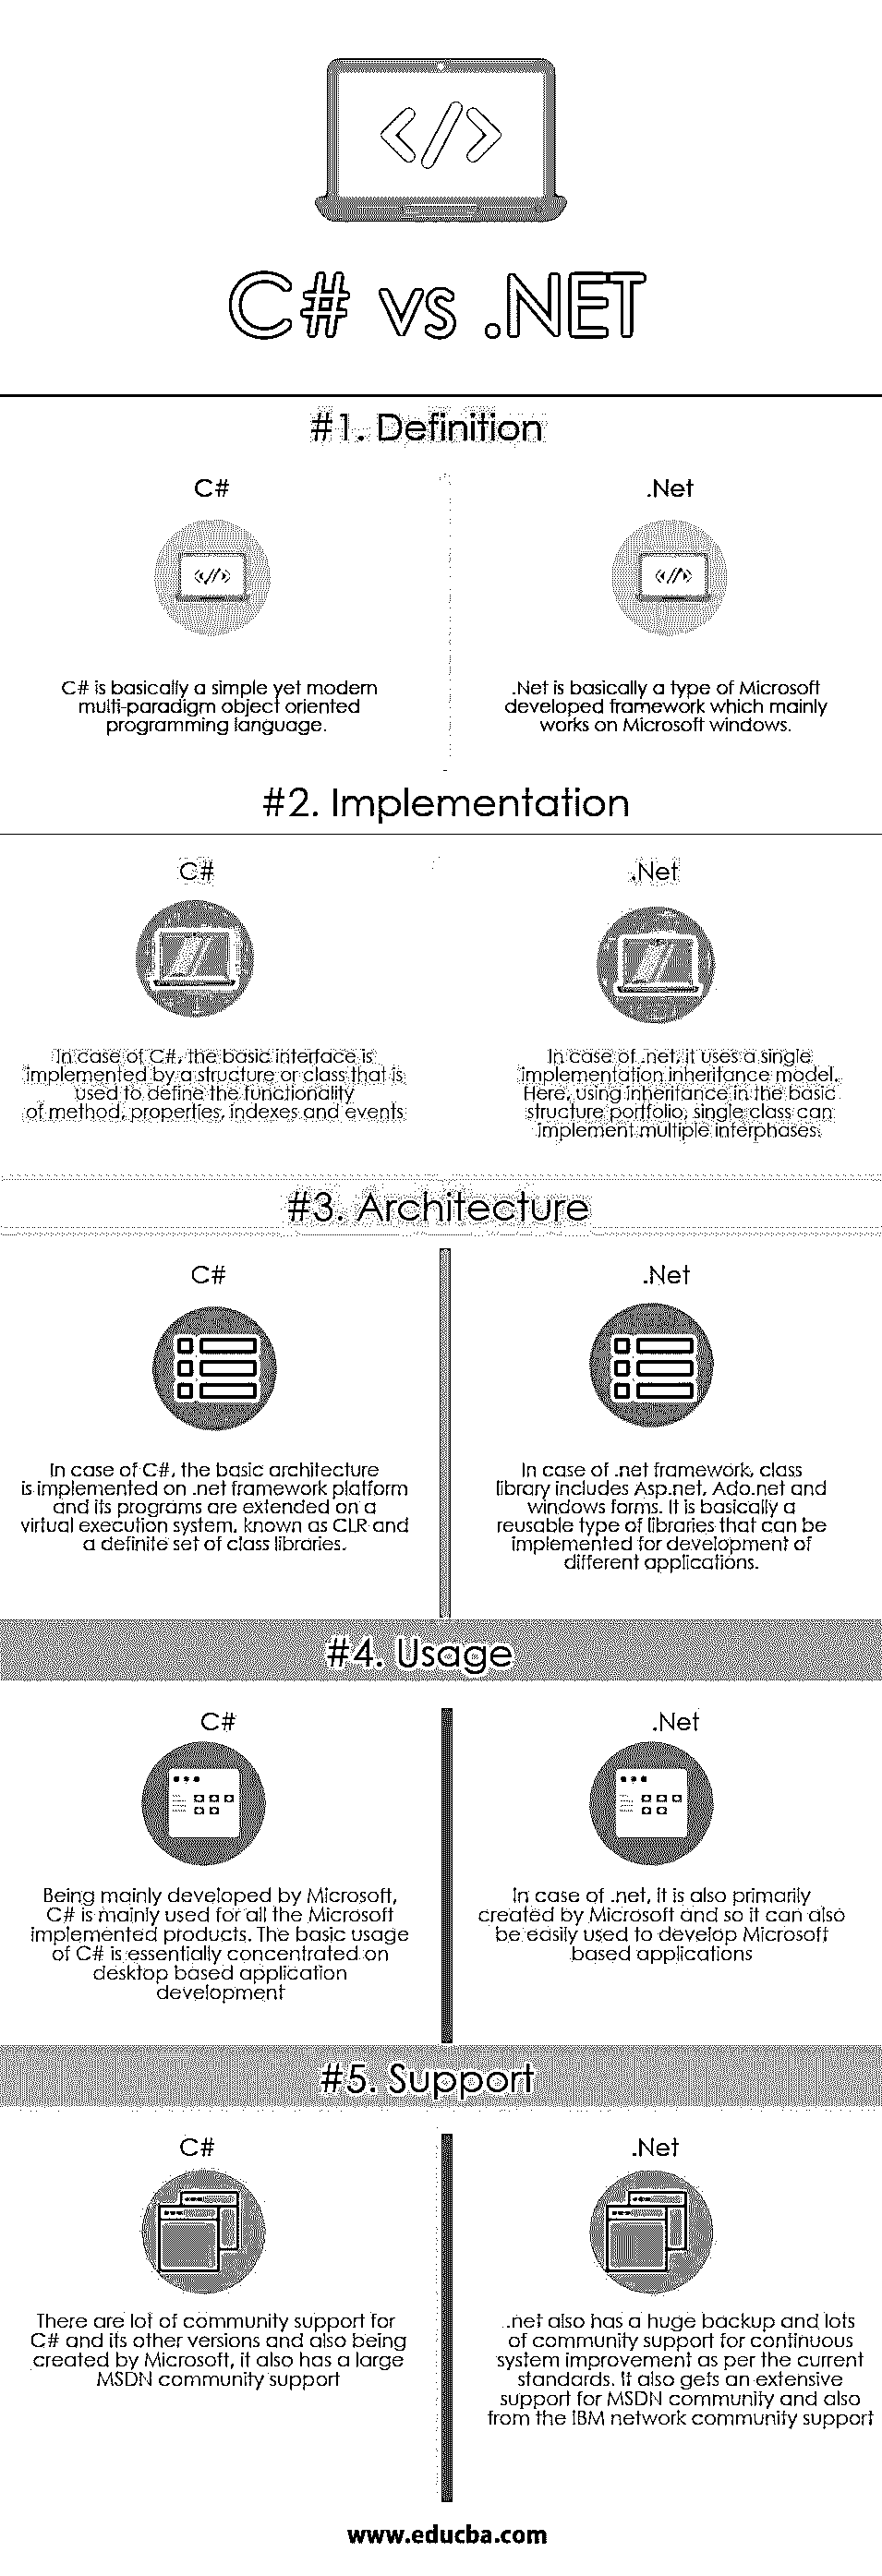 </>
C# vs .NET
#1. Definition
C#
.Net
</>
</>
C# is basically a simple yet modern
multi-paradigm object oriented
programming language.
.Net is basically a type of Microsoft
developed framework which mainly
works on Microsoft windows.
#2. Implementation
C#
.Net
In case of C#, the basic interface is
implemented by a structure or class that is
used to define the functionality
of method, properties, indexes and events
In case of .net, it uses a single
implementation inheritance model.
Here, using inheritance in the basic
structure portfolio, single class can
implement multiple interphases.
#3. Architecture
C#
.Net
In case of C#, the basic architecture
is implemented on .net framework platform
and its programs are extended on a
virtual execution system, known as CLR and
a definite set of class libraries.
In case of .net framework, class
library includes Asp.net, Ado.net and
windows forms. It is basically a
reusable type of libraries that can be
implemented for development of
different applications.
#4. Usage
C#
.Net
Being mainly developed by Microsoft,
C# is mainly used for all the Microsoft
implemented products. The basic usage
of C# is essentially concentrated on
desktop based application
development
In case of .net, it is also primarily
created by Microsoft and so it can also
be easily used to develop Microsoft
based applications
#5. Support
C#
.Net
There are lot of community support for
C# and its other versions and also being
created by Microsoft, it also has a large
MSDN community support
.net also has a huge backup and lots
of community support for continuous
system improvement as per the current
standards. It also gets an extensive
support for MSDN community and also
from the IBM network community support
www.educba.com